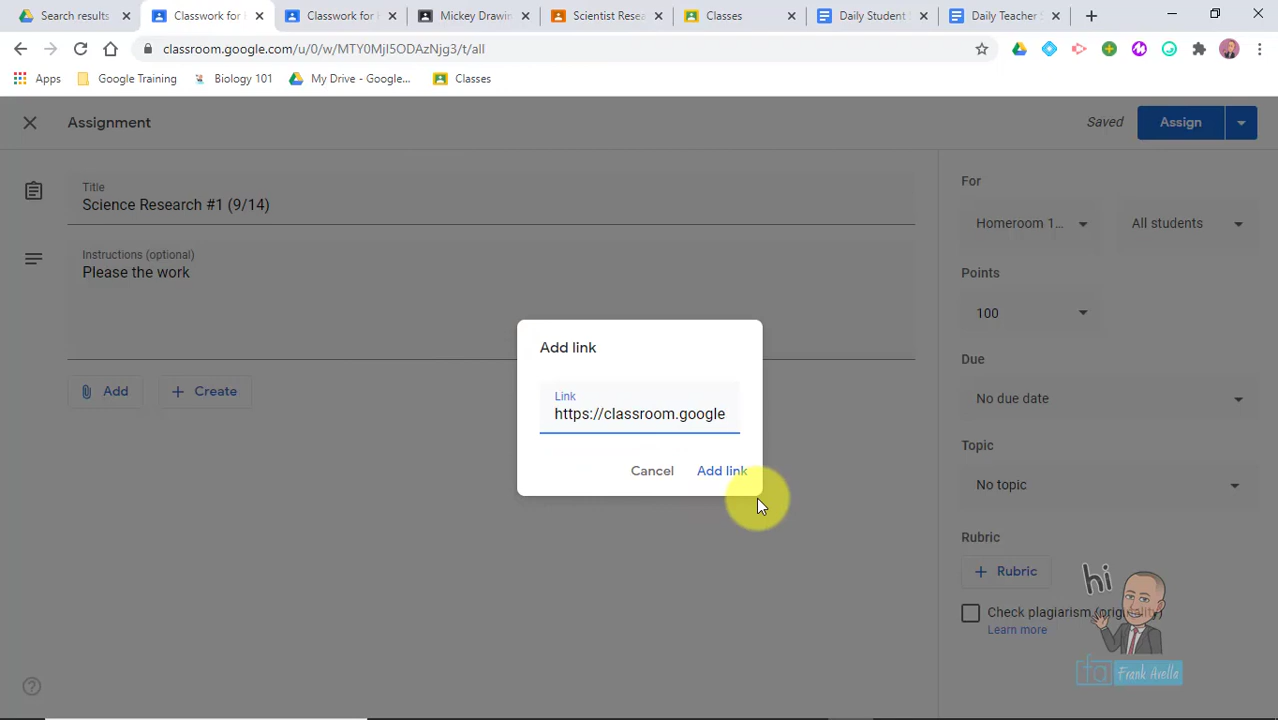 Search results
Classwork for
Classwork for
Mickey Drawin
Scientist Resea
Classes
Daily Student
Daily Teacher
classroom.google.com/u/0/w/MTY0MjI5ODAzNjg3/t/all
Apps
Google Training
Biology 101
My Drive - Google...
Classes
Assignment
Saved
Assign
Title
Science Research #1 (9/14)
Instructions (optional)
Please the work
Add
Create
Add link
Link
https://classroom.google
Cancel
Add link
For
Homeroom 1...
All students
Points
100
Due
No due date
Topic
No topic
Rubric
Rubric
Check plagiarism (originality)
Learn more
hi
fa Frank Avella